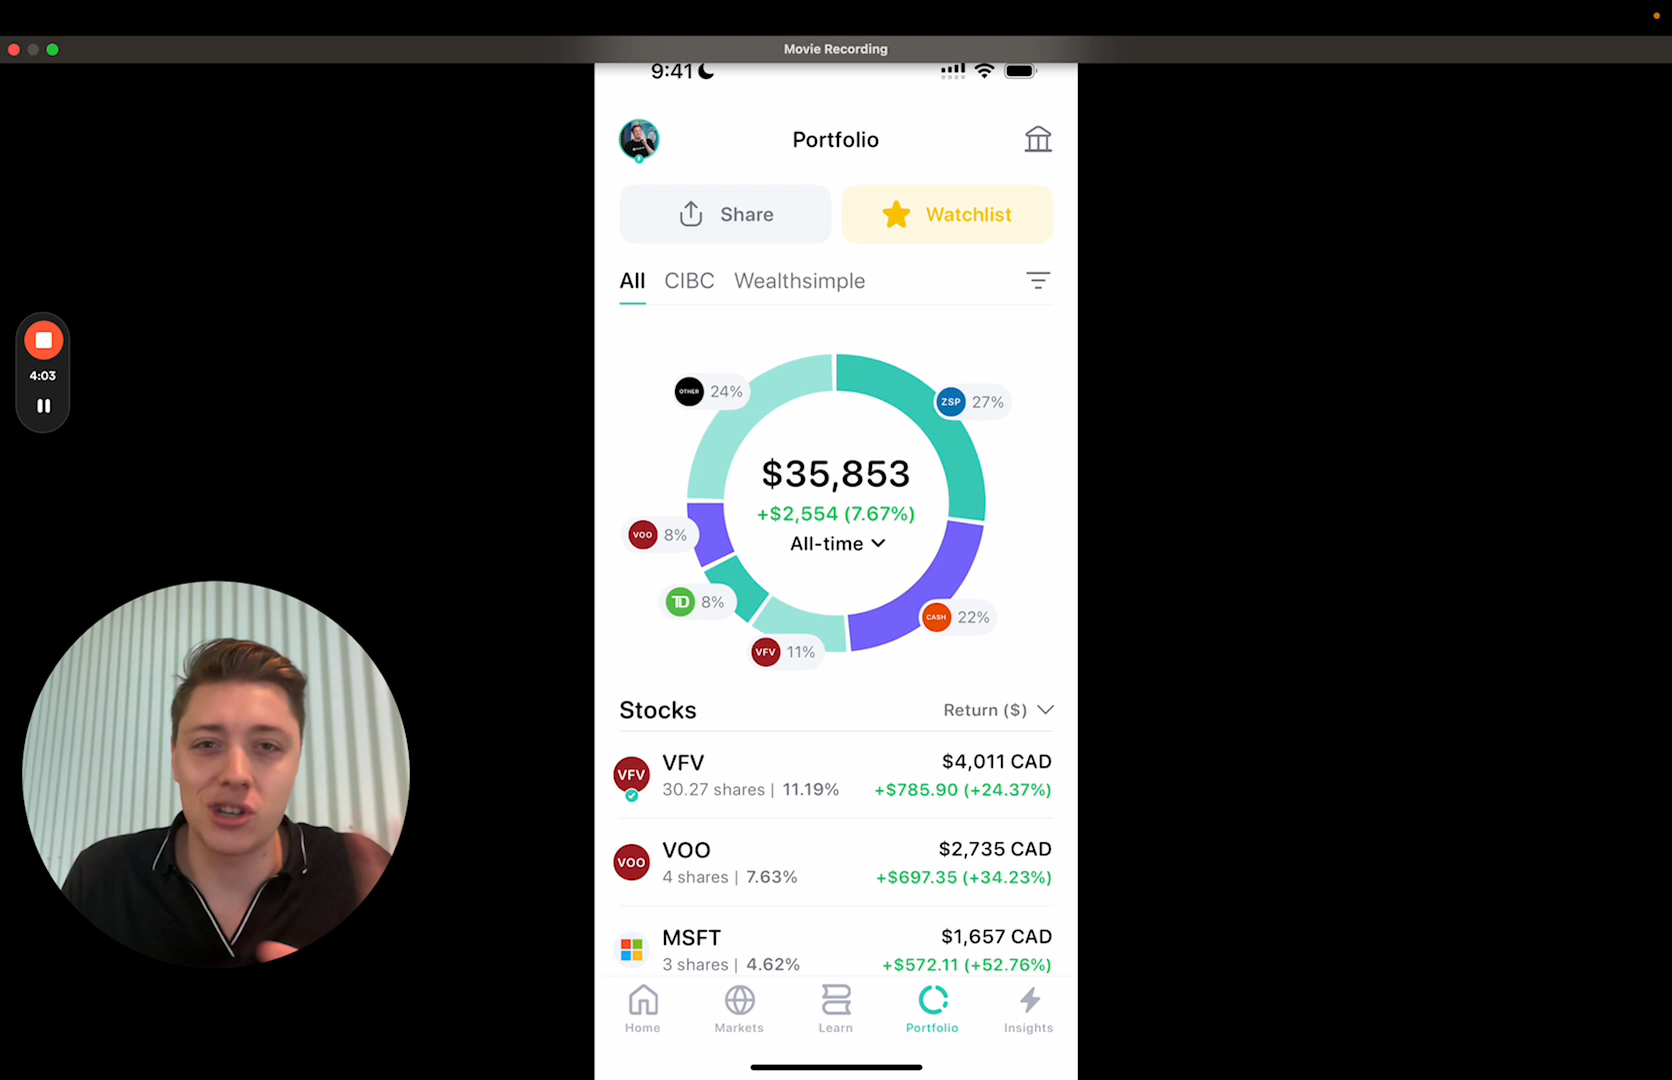 Movie Recording
9:41
Portfolio
Share
Watchlist
All CIBC Wealthsimple
4:03
OTHER 24%
ZSP 27%
$35,853
+$2,554 (7.67%)
All-time
VOO 8%
TD 8%
CASH 22%
VFV 11%
Stocks Return ($)
VFV VFV $4,011 CAD
30.27 shares | 11.19% +$785.90 (+24.37%)
VOO VOO $2,735 CAD
4 shares | 7.63% +$697.35 (+34.23%)
MSFT $1,657 CAD
3 shares | 4.62% +$572.11 (+52.76%)
Home Markets Learn Portfolio Insights